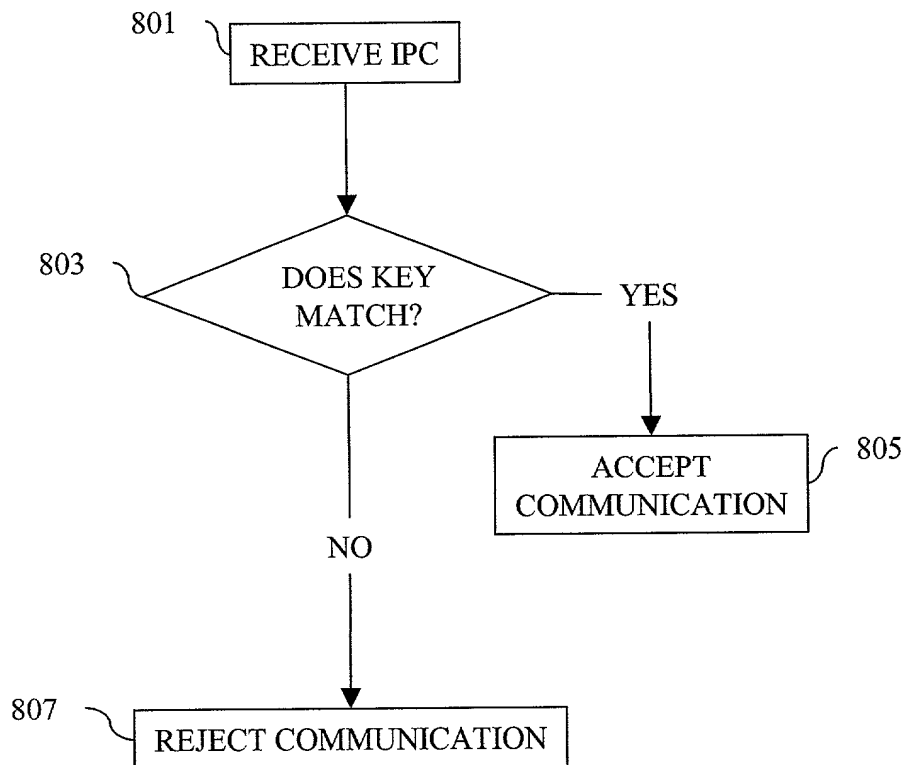 801
RECEIVE IPC
803
DOES KEY
MATCH?
YES
ACCEPT
COMMUNICATION
805
NO
807
REJECT COMMUNICATION